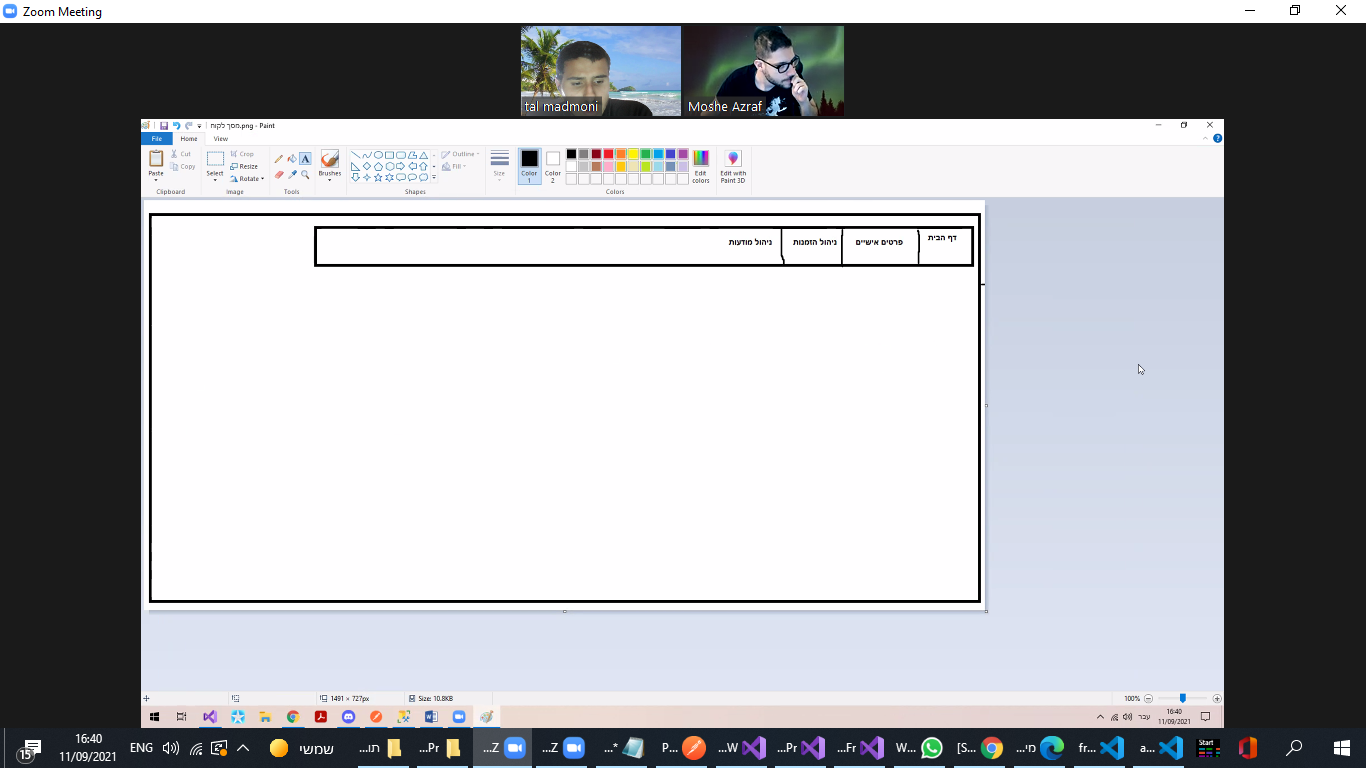 Zoom Meeting
tal madmoni
Moshe Azraf
מסך לקוח.png - Paint
File
Home
View
Paste
Cut
Copy
Clipboard
Select
Crop
Resize
Rotate
Image
Tools
Brushes
Shapes
Outline
Fill
Size
Color 1
Color 2
Colors
Edit colors
Edit with Paint 3D
דף הבית
פרטים אישיים
ניהול הזמנות
ניהול מודעות
1491 × 727px
Size: 10.8KB
100%
עבר
16:40
11/09/2021
15
16:40
11/09/2021
ENG
שמשי
תו...
Pr...
Z...
Z...
*...
P...
W...
Pr...
Fr...
W...
[S...
מי...
fr...
a...
Start